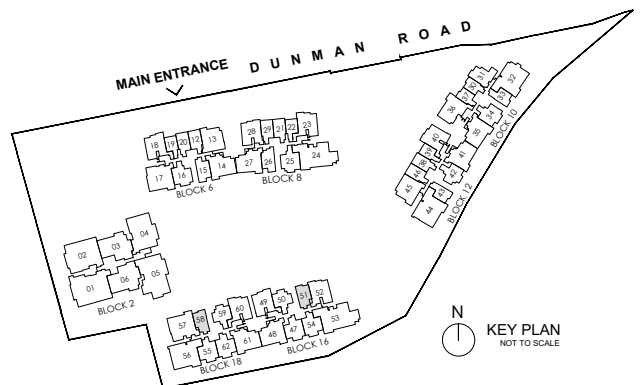 DUNMAN ROAD
MAIN ENTRANCE
18 19 20 12 13
17 16 15 14
BLOCK 6
28 29 21 22 23
27 26 25 24
BLOCK 8
31 32
30
37 33
36 34
35
BLOCK 10
40
39 41
38 42
46 43
45 44
BLOCK 12
02 03 04
01 06 05
BLOCK 2
57 58 59 60
56 55 62 61
BLOCK 18
49 50 51 52
48 47 54 53
BLOCK 16
N
KEY PLAN
NOT TO SCALE